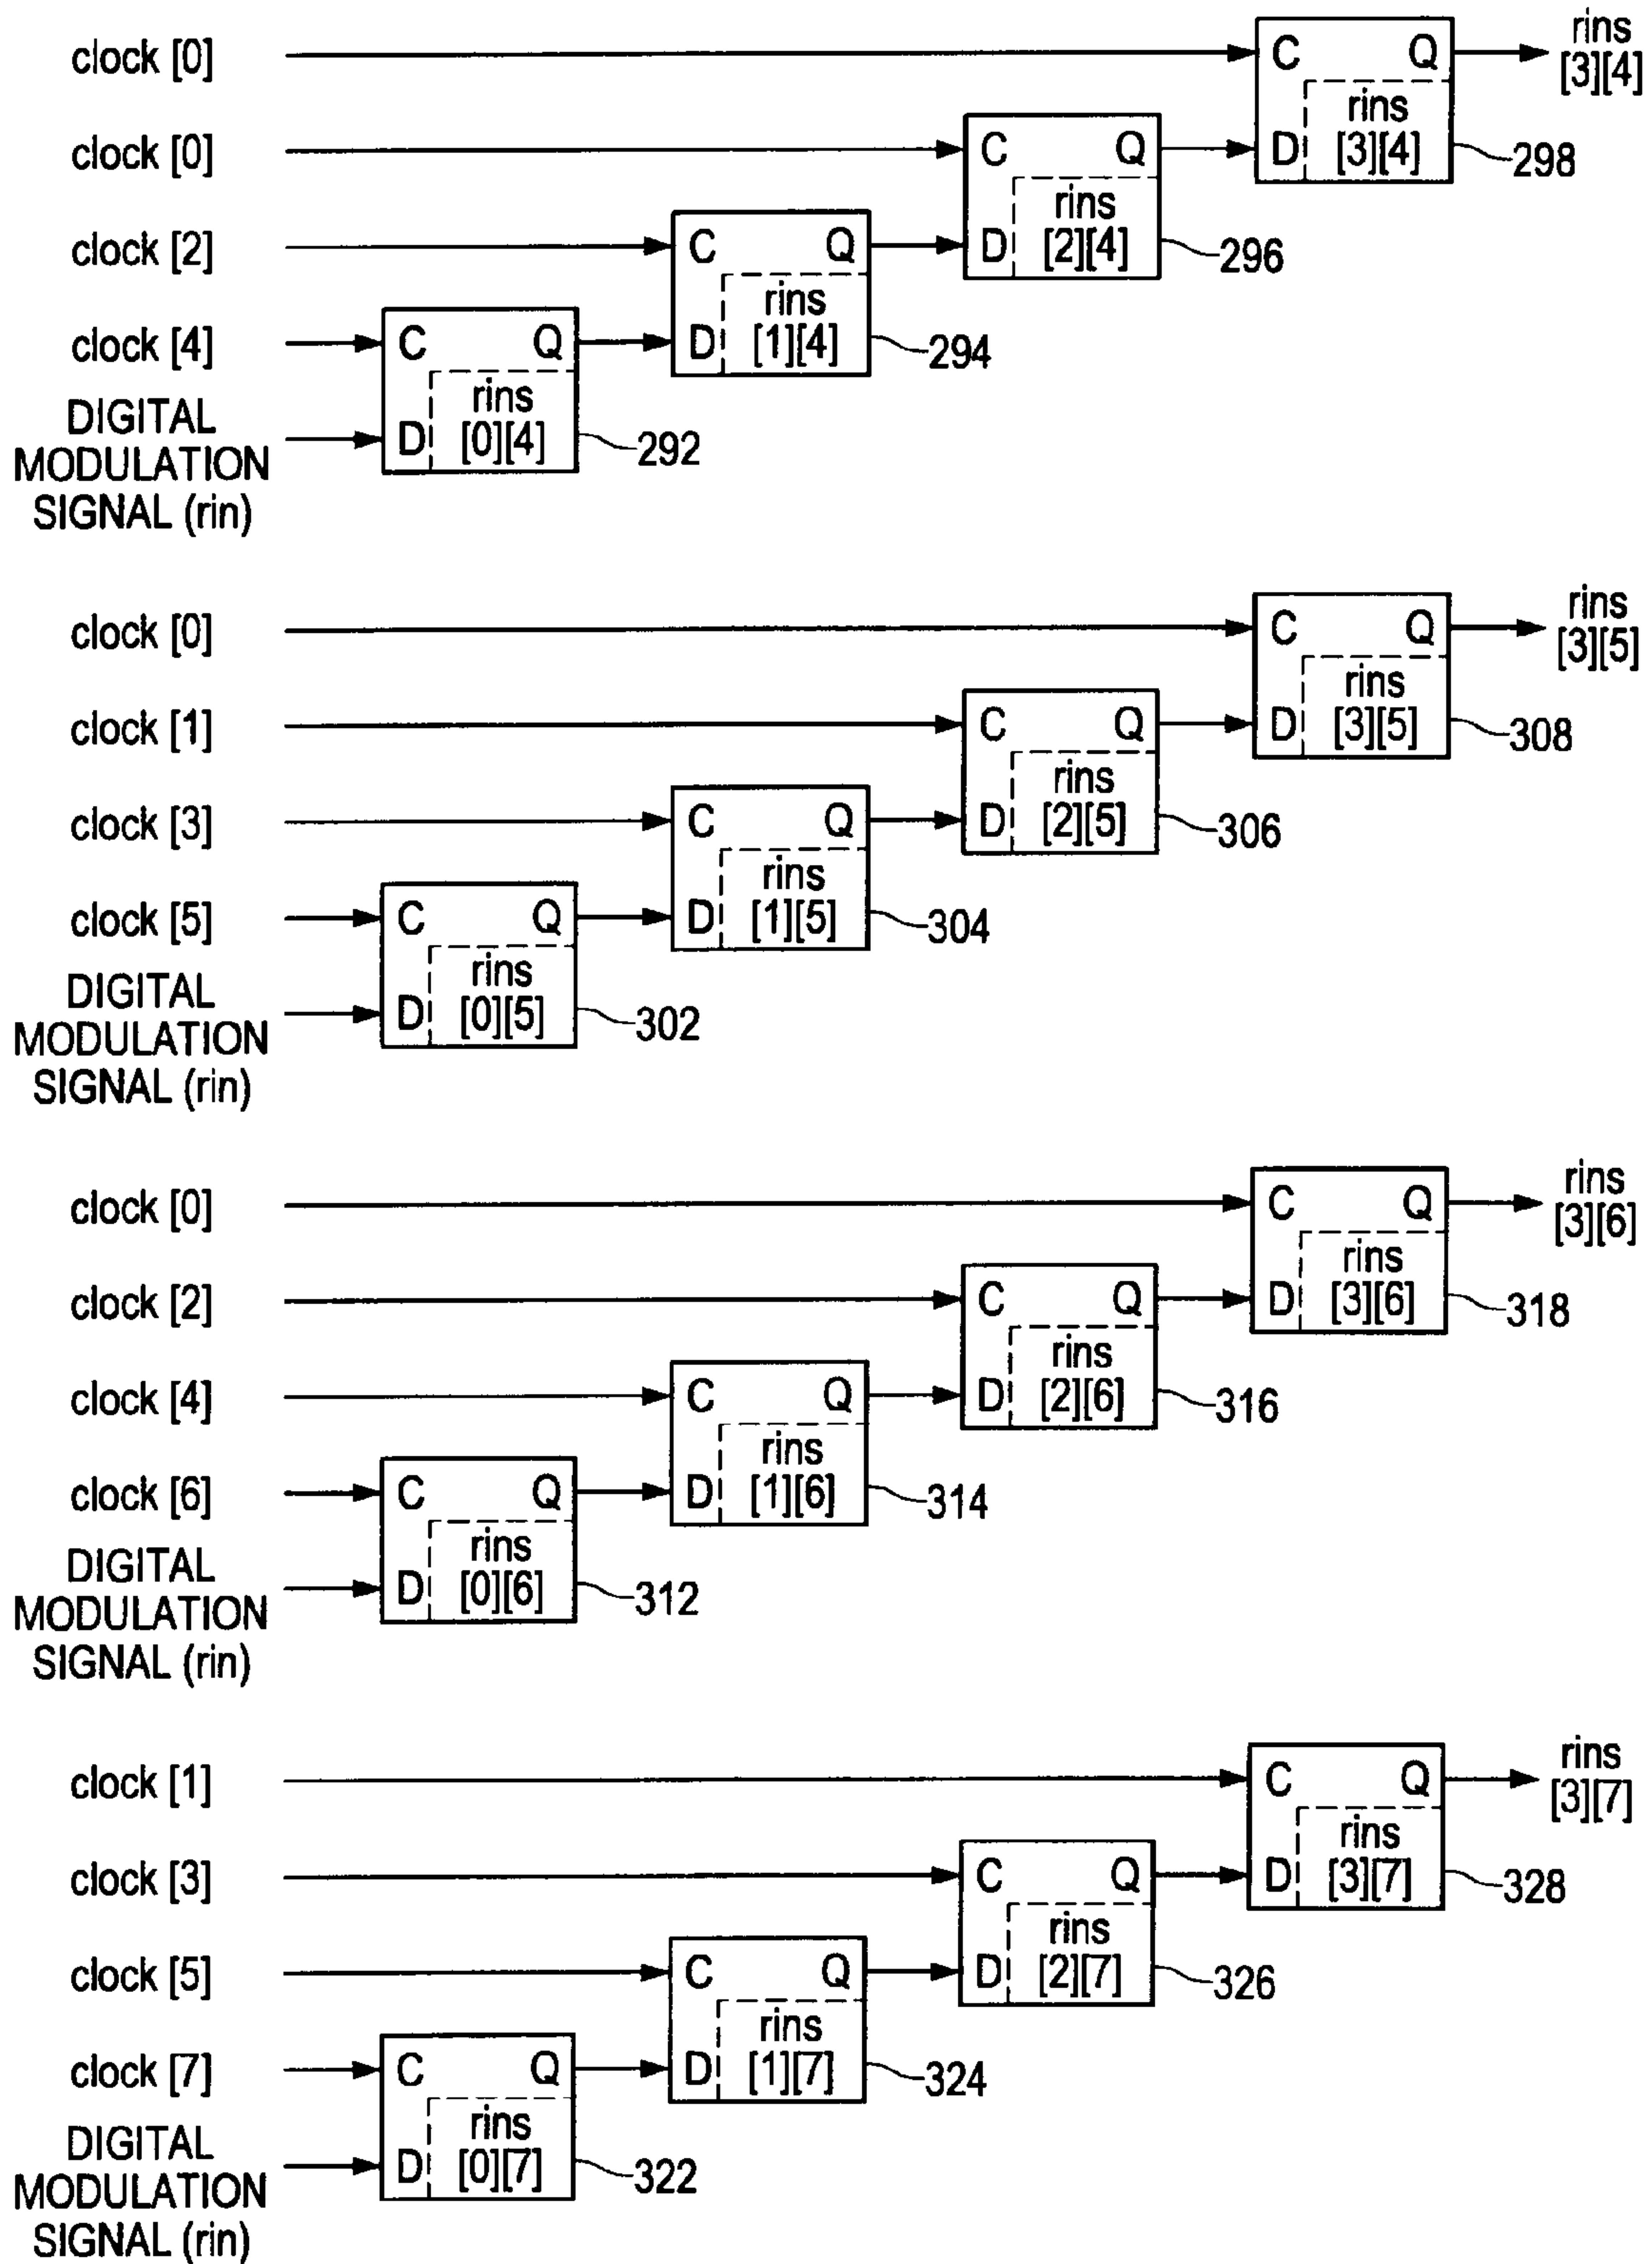 clock [0]
C Q
rins
[3][4]
rins
[3][4]
D
298
clock [0]
C Q
rins
[2][4]
D
296
clock [2]
C Q
rins
[1][4]
D
294
clock [4]
C Q
rins
[0][4]
D
292
DIGITAL
MODULATION
SIGNAL (rin)
clock [0]
C Q
rins
[3][5]
rins
[3][5]
D
308
clock [1]
C Q
rins
[2][5]
D
306
clock [3]
C Q
rins
[1][5]
D
304
clock [5]
C Q
rins
[0][5]
D
302
DIGITAL
MODULATION
SIGNAL (rin)
clock [0]
C Q
rins
[3][6]
rins
[3][6]
D
318
clock [2]
C Q
rins
[2][6]
D
316
clock [4]
C Q
rins
[1][6]
D
314
clock [6]
C Q
rins
[0][6]
D
312
DIGITAL
MODULATION
SIGNAL (rin)
clock [1]
C Q
rins
[3][7]
rins
[3][7]
D
328
clock [3]
C Q
rins
[2][7]
D
326
clock [5]
C Q
rins
[1][7]
D
324
clock [7]
C Q
rins
[0][7]
D
322
DIGITAL
MODULATION
SIGNAL (rin)